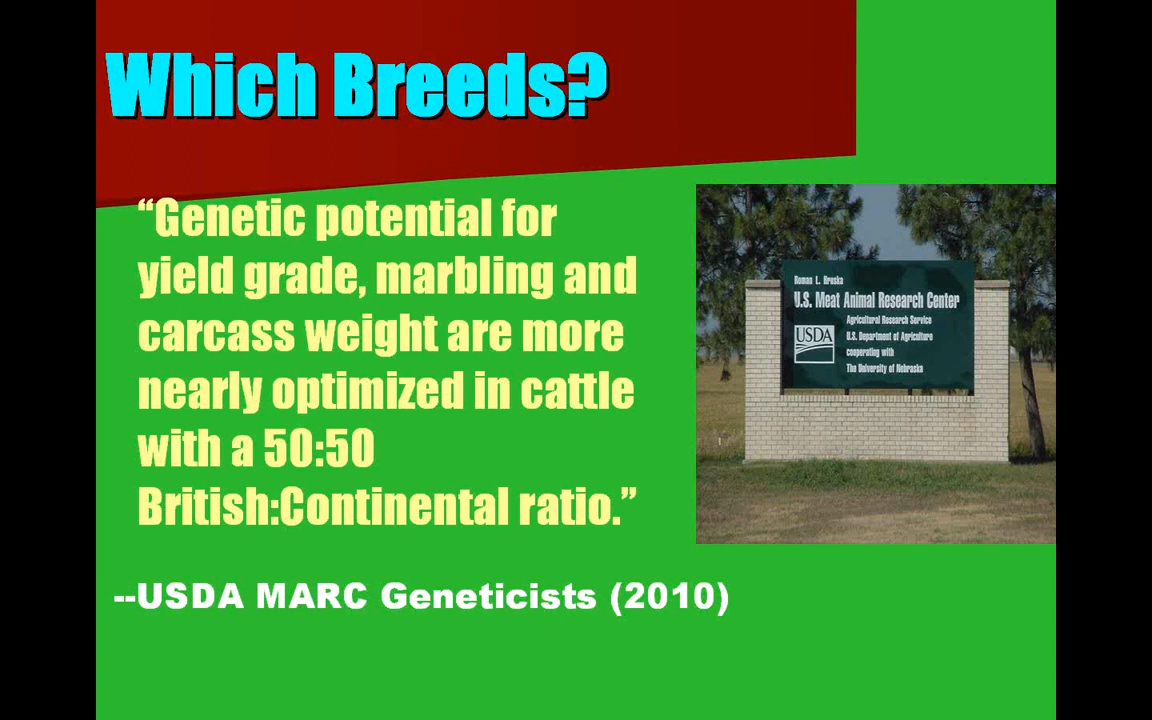 Which Breeds?
“Genetic potential for
yield grade, marbling and
carcass weight are more
nearly optimized in cattle
with a 50:50
British:Continental ratio.”
Roman L. Hruska
U.S. Meat Animal Research Center
Agricultural Research Service
USDA
U.S. Department of Agriculture
cooperating with
The University of Nebraska
--USDA MARC Geneticists (2010)